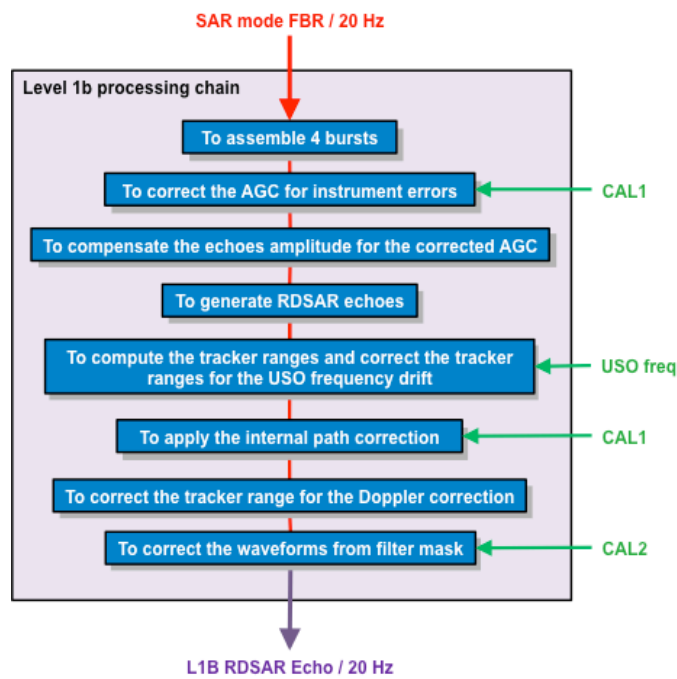 SAR mode FBR / 20 Hz
Level 1b processing chain
To assemble 4 bursts
To correct the AGC for instrument errors
CAL1
To compensate the echoes amplitude for the corrected AGC
To generate RDSAR echoes
To compute the tracker ranges and correct the tracker
ranges for the USO frequency drift
USO freq
To apply the internal path correction
CAL1
To correct the tracker range for the Doppler correction
To correct the waveforms from filter mask
CAL2
L1B RDSAR Echo / 20 Hz